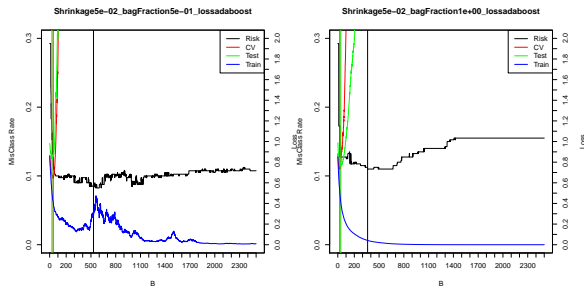 Shrinkage5e-02_bagFraction5e-01_lossadaboost
Risk
CV
Test
Train
MisClass Rate
0.0 0.1 0.2 0.3
0 200 500 800 1100 1400 1700 2000 2300
B
0.0 0.2 0.4 0.6 0.8 1.0 1.2 1.4 1.6 1.8 2.0
Loss
Shrinkage5e-02_bagFraction1e+00_lossadaboost
Risk
CV
Test
Train
MisClass Rate
0.0 0.1 0.2 0.3
0 200 500 800 1100 1400 1700 2000 2300
B
0.0 0.2 0.4 0.6 0.8 1.0 1.2 1.4 1.6 1.8 2.0
Loss